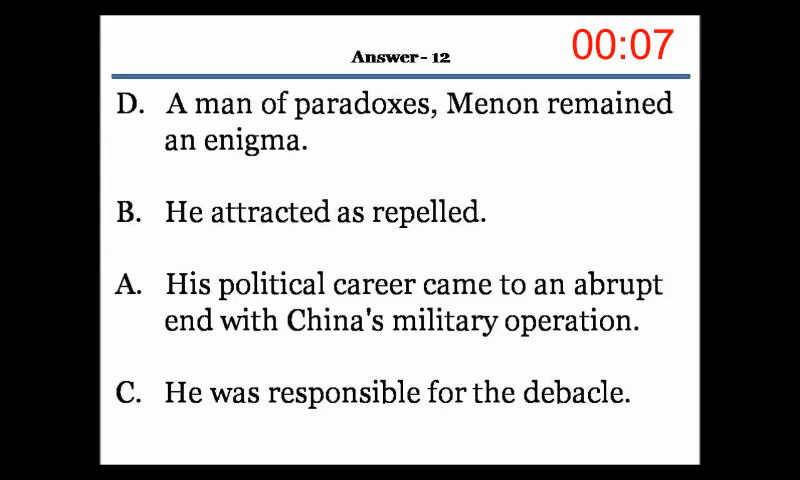 Answer - 12
00:07
D. A man of paradoxes, Menon remained
an enigma.
B. He attracted as repelled.
A. His political career came to an abrupt
end with China's military operation.
C. He was responsible for the debacle.